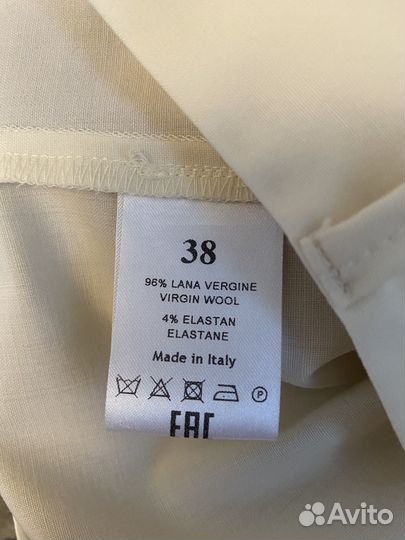 38
96% LANA VERGINE
VIRGIN WOOL
4% ELASTAN
ELASTANE
Made in Italy
P
EAC
Avito